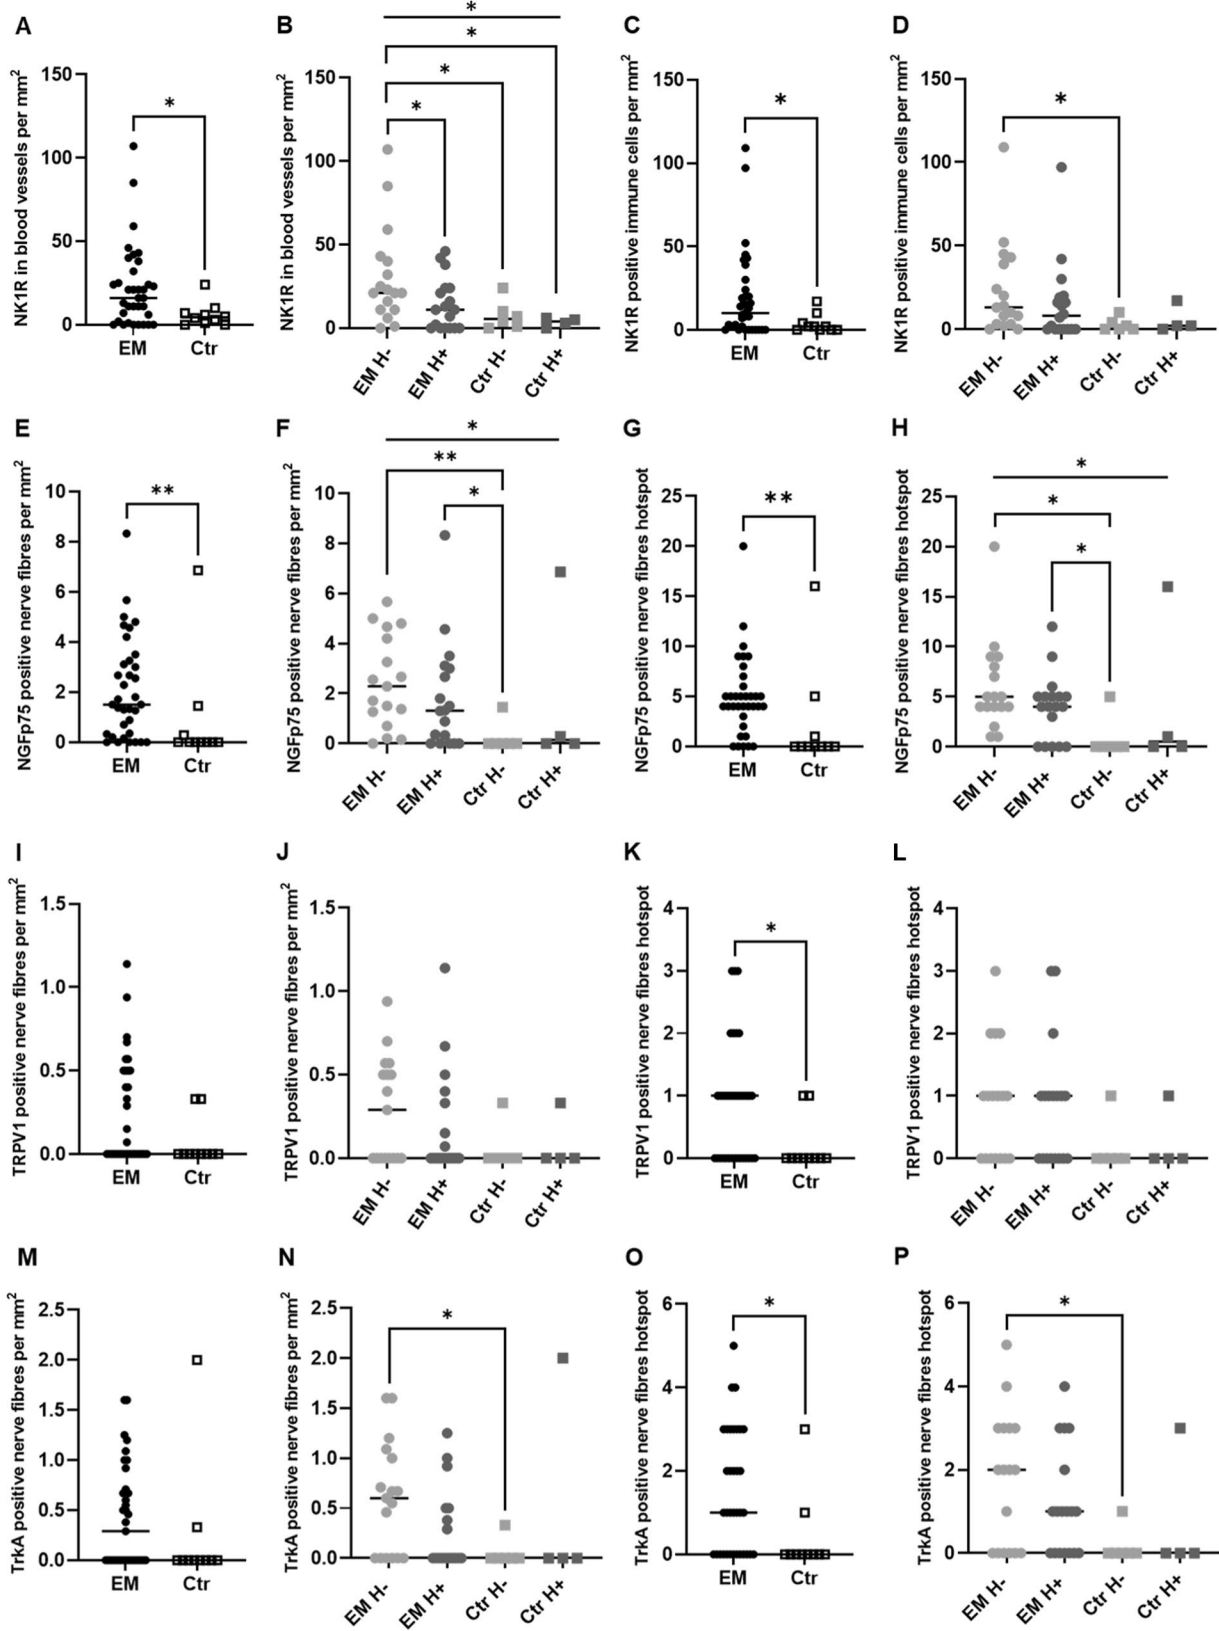 A
NK1R in blood vessels per mm2
150
100
50
0
*
EM
Ctr
B
NK1R in blood vessels per mm2
150
100
50
0
*
*
*
*
EM H-
EM H+
Ctr H-
Ctr H+
C
NK1R positive immune cells per mm2
150
100
50
0
*
EM
Ctr
D
NK1R positive immune cells per mm2
150
100
50
0
*
EM H-
EM H+
Ctr H-
Ctr H+
E
NGFp75 positive nerve fibres per mm2
10
8
6
4
2
0
**
EM
Ctr
F
NGFp75 positive nerve fibres per mm2
10
8
6
4
2
0
*
**
*
EM H-
EM H+
Ctr H-
Ctr H+
G
NGFp75 positive nerve fibres hotspot
25
20
15
10
5
0
**
EM
Ctr
H
NGFp75 positive nerve fibres hotspot
25
20
15
10
5
0
*
*
*
EM H-
EM H+
Ctr H-
Ctr H+
I
TRPV1 positive nerve fibres per mm2
1.5
1.0
0.5
0.0
EM
Ctr
J
TRPV1 positive nerve fibres per mm2
1.5
1.0
0.5
0.0
EM H-
EM H+
Ctr H-
Ctr H+
K
TRPV1 positive nerve fibres hotspot
4
3
2
1
0
*
EM
Ctr
L
TRPV1 positive nerve fibres hotspot
4
3
2
1
0
EM H-
EM H+
Ctr H-
Ctr H+
M
TrkA positive nerve fibres per mm2
2.5
2.0
1.5
1.0
0.5
0.0
EM
Ctr
N
TrkA positive nerve fibres per mm2
2.5
2.0
1.5
1.0
0.5
0.0
*
EM H-
EM H+
Ctr H-
Ctr H+
O
TrkA positive nerve fibres hotspot
6
4
2
0
*
EM
Ctr
P
TrkA positive nerve fibres hotspot
6
4
2
0
*
EM H-
EM H+
Ctr H-
Ctr H+